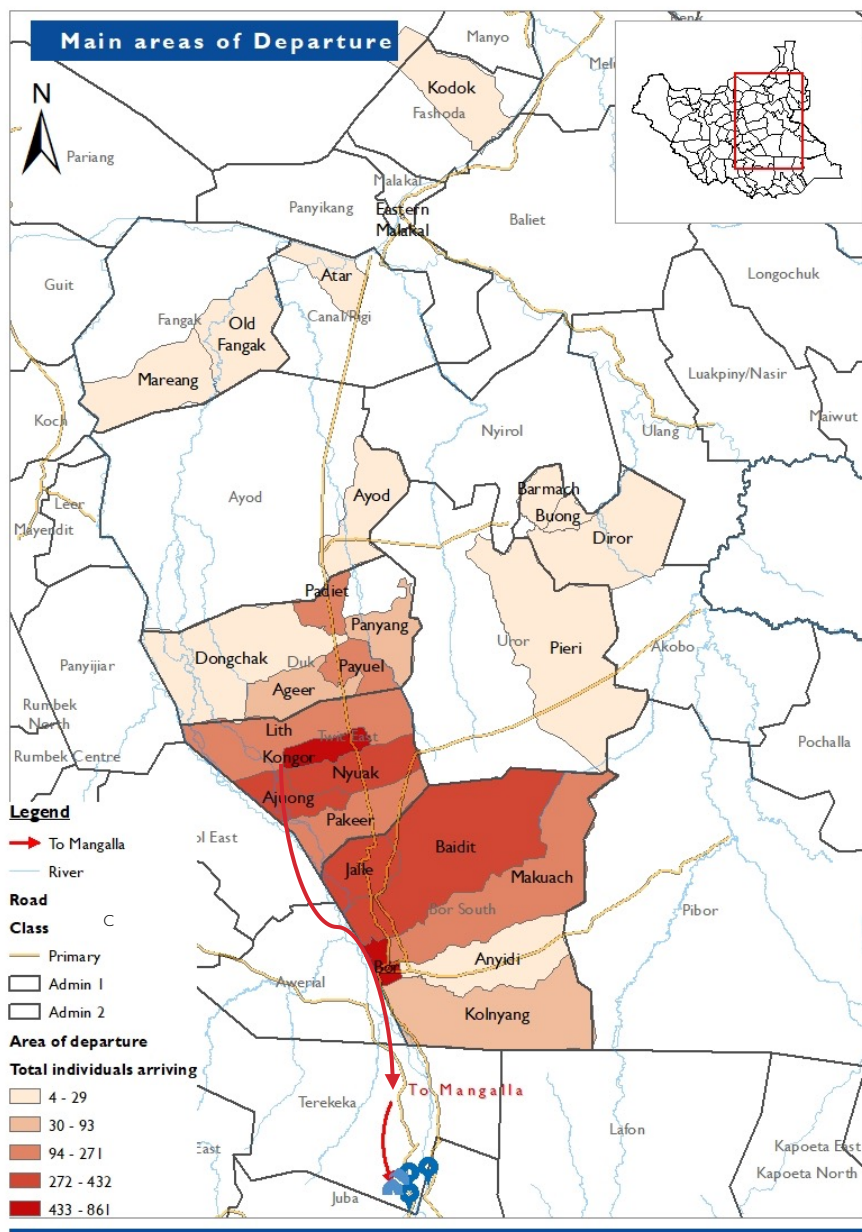 Main areas of Departure
N
Manyo
Kodok
Fashoda
Pariang
Malakal
Panyikang
Eastern
Malakal
Baliet
Guit
Atar
Longochuk
Fangak
Old
Fangak
Canal/Pigi
Mareang
Luakpiny/Nasir
Koch
Maiwut
Nyirol
Ulang
Ayod
Ayod
Leer
Mayendit
Barmach
Buong
Diror
Padiet
Panyang
Uror
Pieri
Akobo
Dongchak
Duk
Payuel
Panyijiar
Ageer
Rumbek
North
Lith
Twic East
Pochalla
Rumbek Centre
Kongor
Nyuak
Ajuong
Pakeer
Baidit
Jalle
Makuach
Bor South
Pibor
Anyidi
Bor
Awerial
Kolnyang
To Mangalla
Terekeka
Lafon
Kapoeta East
Kapoeta North
East
Juba
ol East
Legend
To Mangalla
River
Road
Class
C
Primary
Admin 1
Admin 2
Area of departure
Total individuals arriving
4 - 29
30 - 93
94 - 271
272 - 432
433 - 861